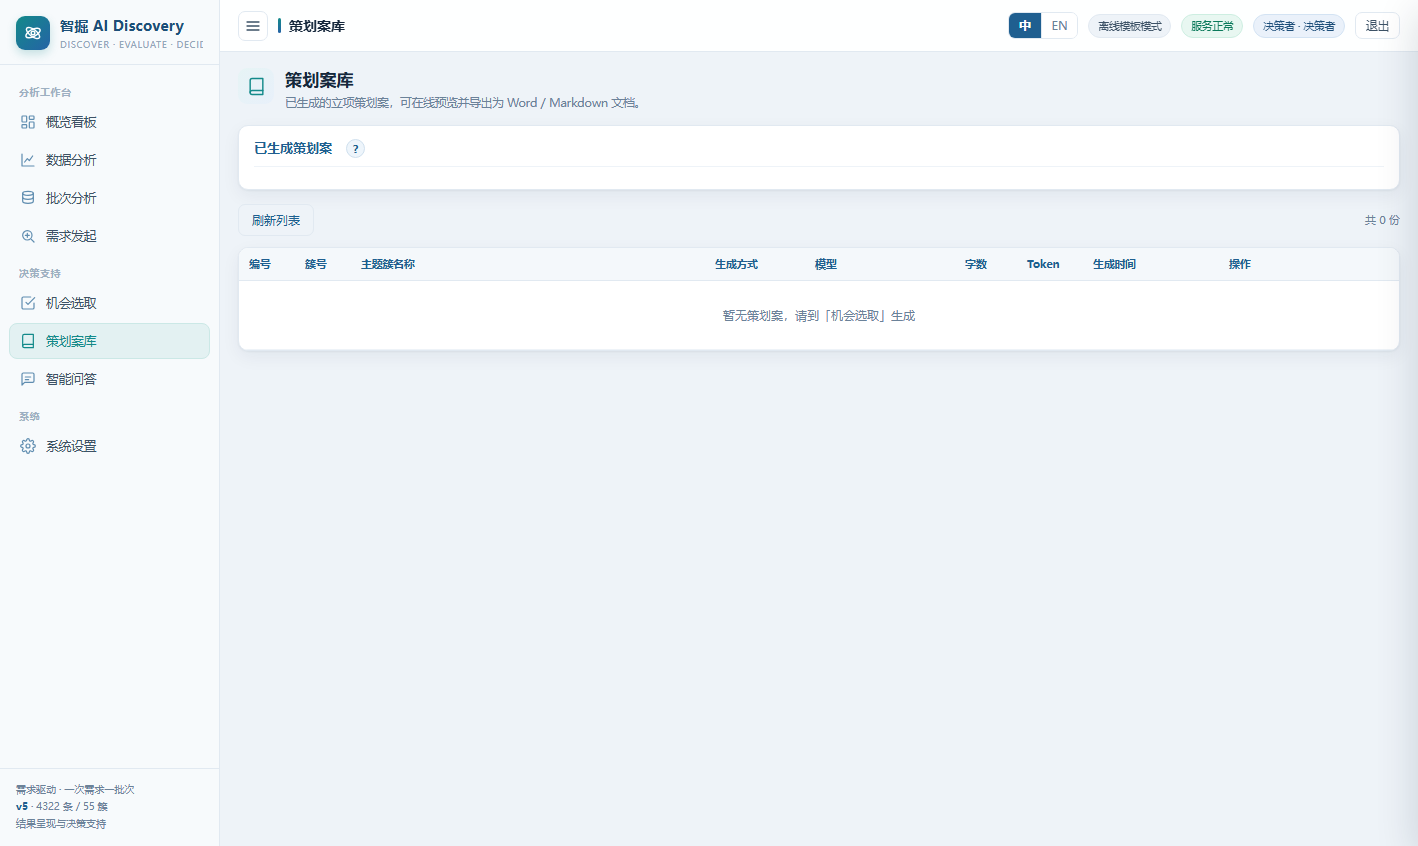 智掘 AI Discovery
DISCOVER · EVALUATE · DECID
分析工作台
概览看板
数据分析
批次分析
需求发起
决策支持
机会选取
策划案库
智能问答
系统
系统设置
需求驱动 · 一次需求一批次
v5 · 4322 条 / 55 簇
结果呈现与决策支持
策划案库
中
EN
离线模板模式
服务正常
决策者 · 决策者
退出
策划案库
已生成的立项策划案，可在线预览并导出为 Word / Markdown 文档。
已生成策划案 ?
刷新列表
共 0 份
编号 簇号 主题簇名称 生成方式 模型 字数 Token 生成时间 操作
暂无策划案，请到「机会选取」生成